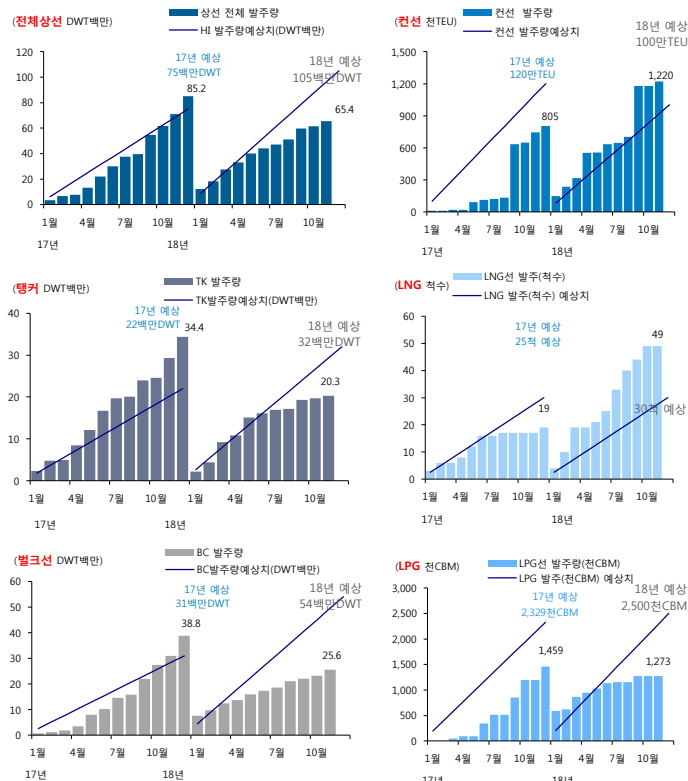 (전체상선 DWT백만)
상선 전체 발주량
HI 발주량예상치(DWT백만)
17년 예상
75백만DWT
18년 예상
105백만DWT
120
100
80
60
40
20
0
85.2
65.4
1월 4월 7월 10월 1월 4월 7월 10월
17년 18년
(컨선 천TEU)
컨선 발주량
컨선 발주량예상치
17년 예상
120만TEU
18년 예상
100만TEU
1,500
1,200
900
600
300
0
805
1,220
1월 4월 7월 10월 1월 4월 7월 10월
17년 18년
(탱커 DWT백만)
TK 발주량
TK발주량예상치(DWT백만)
17년 예상
22백만DWT
18년 예상
32백만DWT
40
30
20
10
0
34.4
20.3
1월 4월 7월 10월 1월 4월 7월 10월
17년 18년
(LNG 척수)
LNG선 발주(척수)
LNG 발주(척수) 예상치
17년 예상
25척 예상
30척 예상
60
50
40
30
20
10
0
19
49
1월 4월 7월 10월 1월 4월 7월 10월
17년 18년
(벌크선 DWT백만)
BC 발주량
BC발주량예상치(DWT백만)
17년 예상
31백만DWT
18년 예상
54백만DWT
60
50
40
30
20
10
0
38.8
25.6
1월 4월 7월 10월 1월 4월 7월 10월
17년 18년
(LPG 천CBM)
LPG선 발주량(천CBM)
LPG 발주(CBM) 예상치
17년 예상
2,329천CBM
18년 예상
2,500천CBM
3,000
2,500
2,000
1,500
1,000
500
0
1,459
1,273
1월 4월 7월 10월 1월 4월 7월 10월
17년 18년